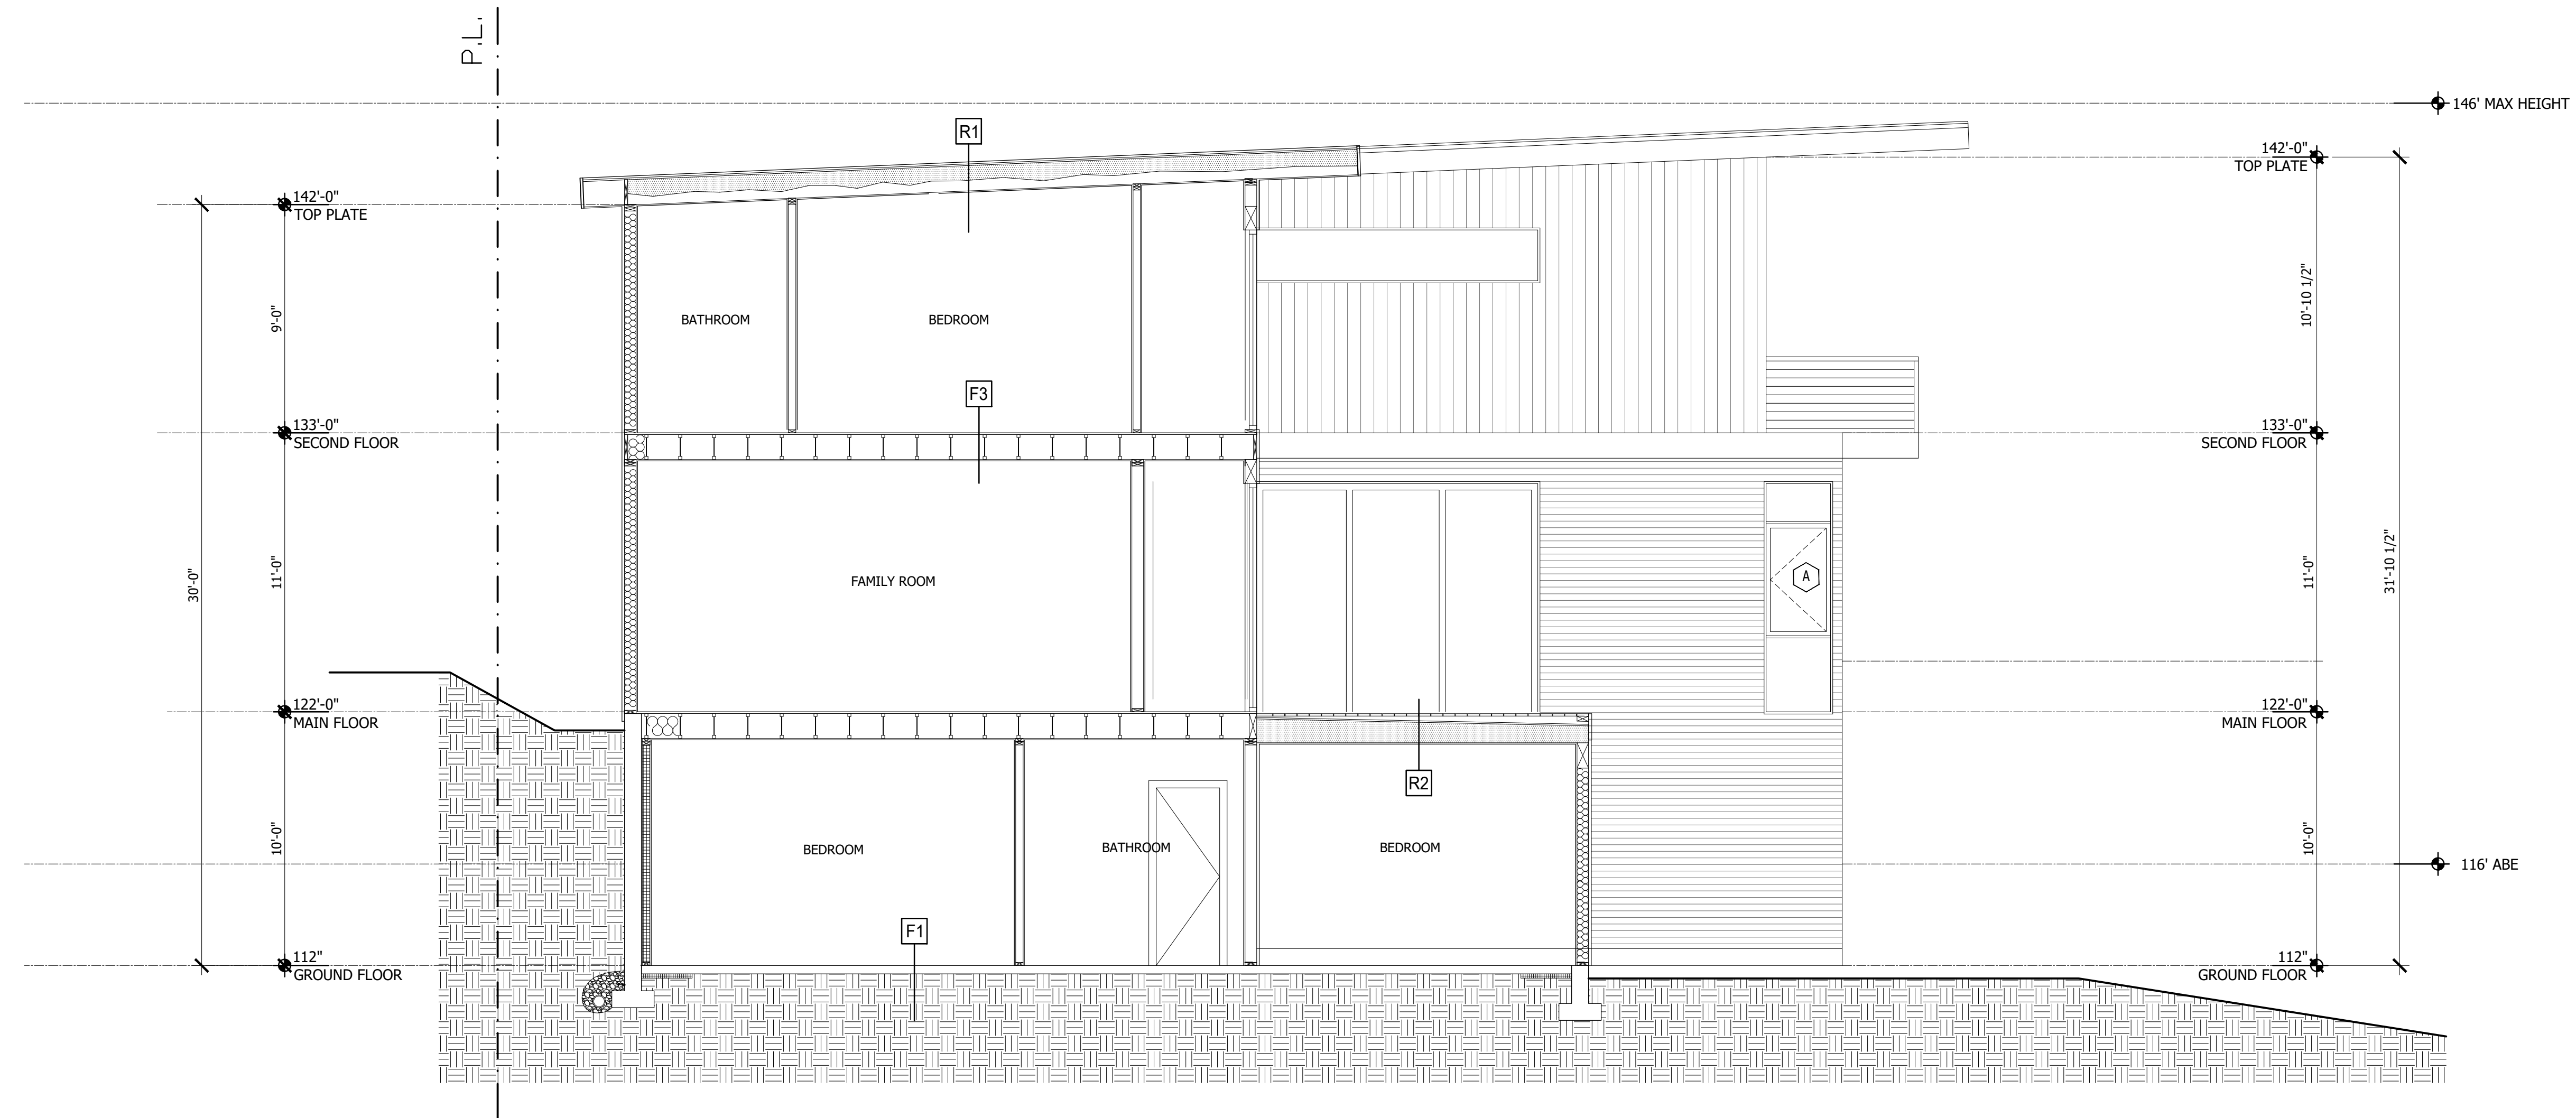 P.L.
146' MAX HEIGHT
R1
142'-0"
TOP PLATE
142'-0"
TOP PLATE
9'-0"
BATHROOM
BEDROOM
10'-10 1/2"
F3
133'-0"
SECOND FLOOR
133'-0"
SECOND FLOOR
30'-0"
11'-0"
FAMILY ROOM
A
11'-0"
31'-10 1/2"
122'-0"
MAIN FLOOR
122'-0"
MAIN FLOOR
R2
10'-0"
BEDROOM
BATHROOM
BEDROOM
10'-0"
116' ABE
F1
112"
GROUND FLOOR
112"
GROUND FLOOR